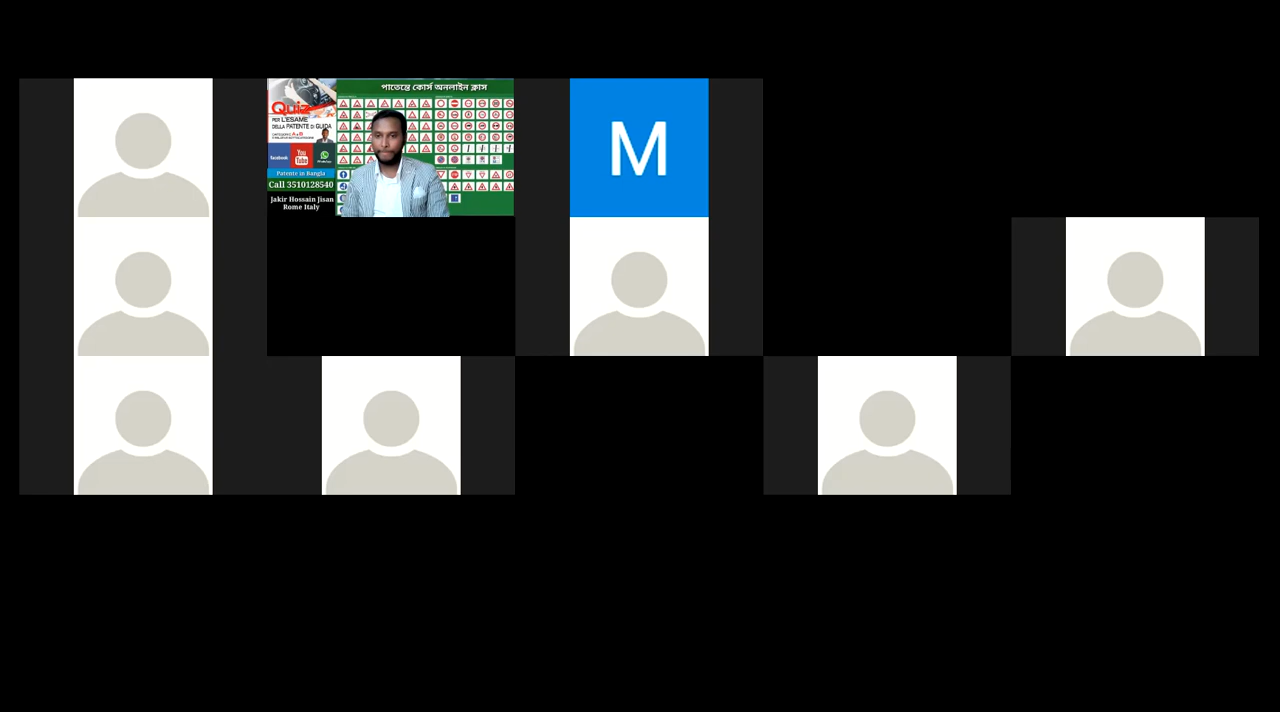 পাতেন্তে কোর্স অনলাইন ক্লাস
Quiz
PER L'ESAME
DELLA PATENTE DI GUIDA
facebook
You
Tube
WhatsApp
Patente in Bangla
Call 3510128540
Jakir Hossain Jisan
Rome Italy
M